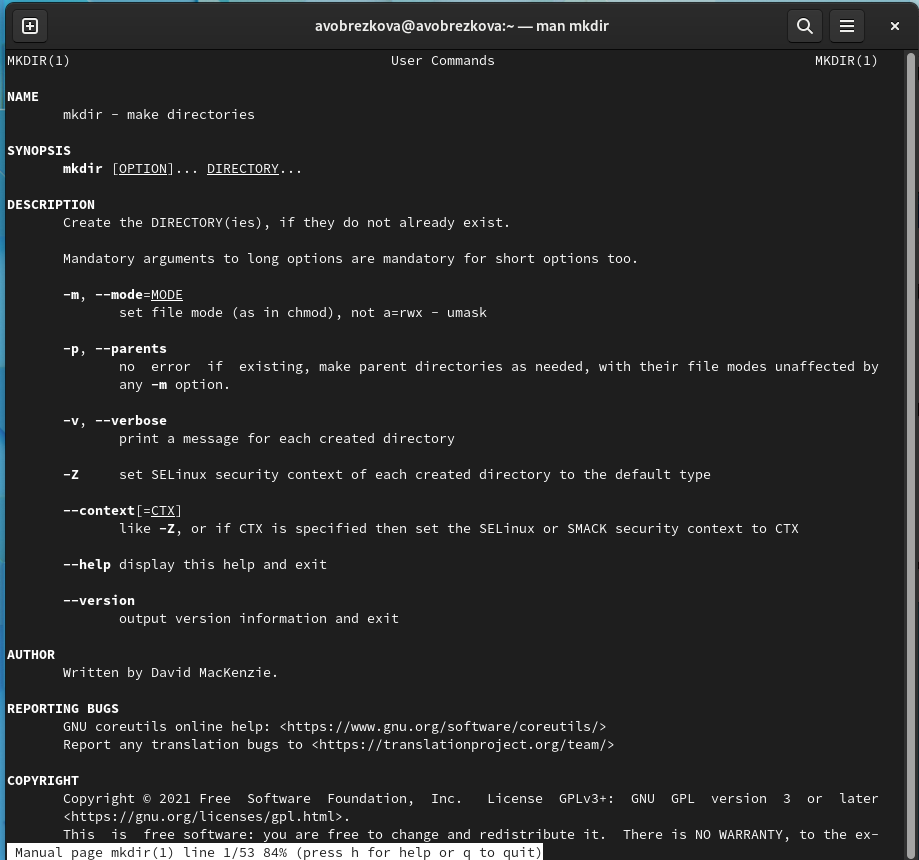 avobrezkova@avobrezkova:~ — man mkdir
MKDIR(1) User Commands MKDIR(1)
NAME
mkdir - make directories
SYNOPSIS
mkdir [OPTION]... DIRECTORY...
DESCRIPTION
Create the DIRECTORY(ies), if they do not already exist.
Mandatory arguments to long options are mandatory for short options too.
-m, --mode=MODE
set file mode (as in chmod), not a=rwx - umask
-p, --parents
no error if existing, make parent directories as needed, with their file modes unaffected by
any -m option.
-v, --verbose
print a message for each created directory
-Z set SELinux security context of each created directory to the default type
--context[=CTX]
like -Z, or if CTX is specified then set the SELinux or SMACK security context to CTX
--help display this help and exit
--version
output version information and exit
AUTHOR
Written by David MacKenzie.
REPORTING BUGS
GNU coreutils online help: <https://www.gnu.org/software/coreutils/>
Report any translation bugs to <https://translationproject.org/team/>
COPYRIGHT
Copyright © 2021 Free Software Foundation, Inc. License GPLv3+: GNU GPL version 3 or later
<https://gnu.org/licenses/gpl.html>.
This is free software: you are free to change and redistribute it. There is NO WARRANTY, to the ex-
Manual page mkdir(1) line 1/53 84% (press h for help or q to quit)